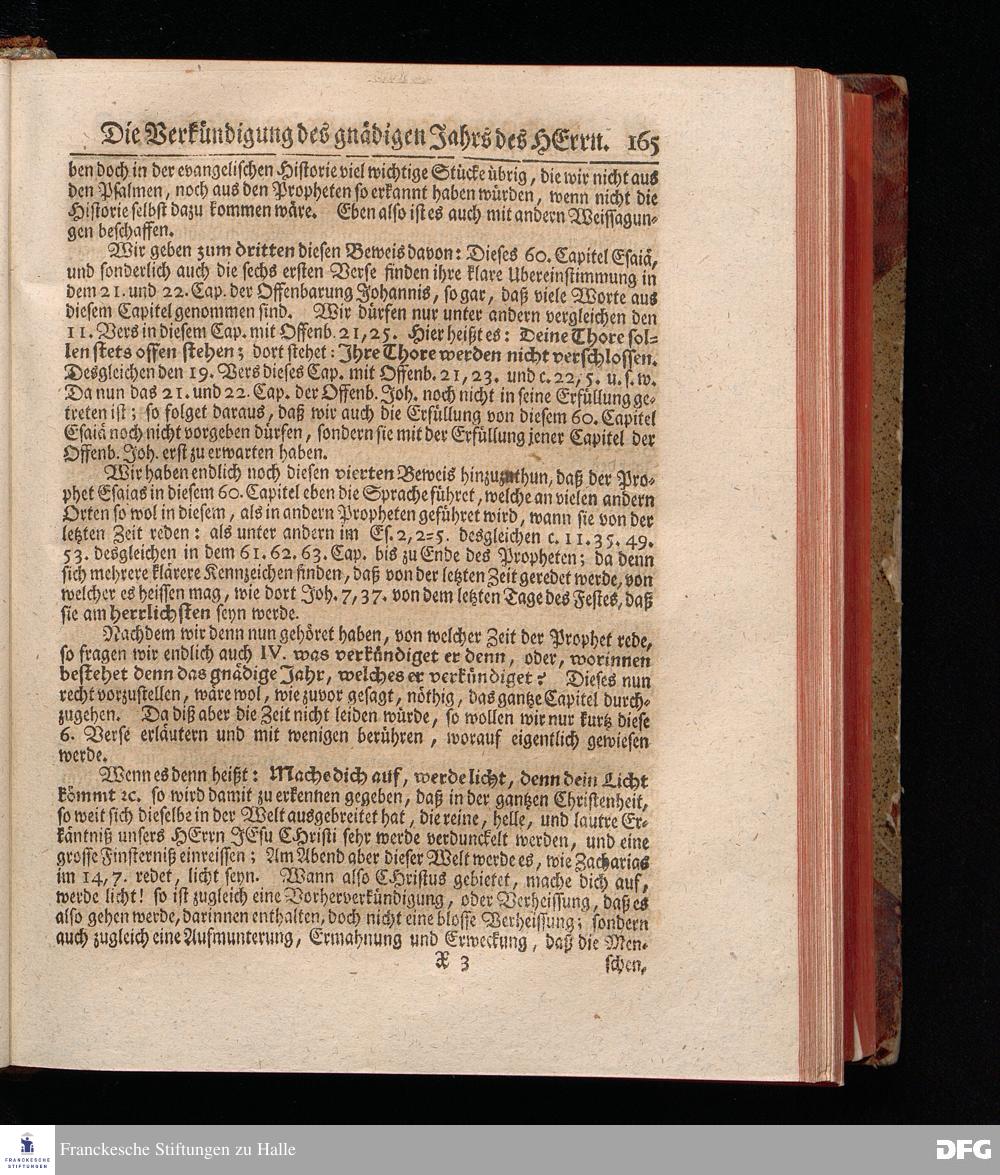 Die Verkündigung des gnädigen Jahrs des HErrn. 165
ben doch in der evangelischen Historie viel wichtige Stücke übrig, die wir nicht aus
den Psalmen, noch aus den Propheten so erkannt haben würden, wenn nicht die
Historie selbst dazu kommen wäre. Eben also ist es auch mit andern Weissagun-
gen beschaffen.
Wir geben zum dritten diesen Beweis davon: Dieses 60. Capitel Esaiä,
und sonderlich auch die sechs ersten Verse finden ihre klare Ubereinstimmung in
dem 21. und 22. Cap. der Offenbarung Johannis, so gar, daß viele Worte aus
diesem Capitel genommen sind. Wir dürfen nur unter andern vergleichen den
11. Vers in diesem Cap. mit Offenb. 21, 25. Hier heißt es: Deine Thore sol-
len stets offen stehen; dort stehet: Ihre Thore werden nicht verschlossen.
Desgleichen den 19. Vers dieses Cap. mit Offenb. 21, 23. und c. 22, 5. u. s. w.
Da nun das 21. und 22. Cap. der Offenb. Joh. noch nicht in seine Erfüllung ge-
treten ist; so folget daraus, daß wir auch die Erfüllung von diesem 60. Capitel
Esaiä noch nicht vorgeben dürfen, sondern sie mit der Erfüllung jener Capitel der
Offenb. Joh. erst zu erwarten haben.
Wir haben endlich noch diesen vierten Beweis hinzuzuthun, daß der Pro-
phet Esaias in diesem 60. Capitel eben die Sprache führet, welche an vielen andern
Orten so wol in diesem, als in andern Propheten geführet wird, wann sie von der
letzten Zeit reden: als unter andern im Es. 2, 2-5. desgleichen c. 11. 35. 49.
53. desgleichen in dem 61. 62. 63. Cap. bis zu Ende des Propheten; da denn
sich mehrere klärere Kennzeichen finden, daß von der letzten Zeit geredet werde, von
welcher es heissen mag, wie dort Joh. 7, 37. von dem letzten Tage des Festes, daß
sie am herrlichsten seyn werde.
Nachdem wir denn nun gehöret haben, von welcher Zeit der Prophet rede,
so fragen wir endlich auch IV. was verkündiget er denn, oder, worinnen
bestehet denn das gnädige Jahr, welches er verkündiget? Dieses nun
recht vorzustellen, wäre wol, wie zuvor gesagt, nöthig, das gantze Capitel durch-
zugehen. Da diß aber die Zeit nicht leiden würde, so wollen wir nur kurtz diese
6. Verse erläutern und mit wenigen berühren, worauf eigentlich gewiesen
werde.
Wenn es denn heißt: Mache dich auf, werde licht, denn dein Licht
kömmt ꝛc. so wird damit zu erkennen gegeben, daß in der gantzen Christenheit,
so weit sich dieselbe in der Welt ausgebreitet hat, die reine, helle, und lautre Er-
käntniß unsers HErrn JEsu CHristi sehr werde verdunckelt werden, und eine
grosse Finsterniß einreissen; Am Abend aber dieser Welt werde es, wie Zacharias
im 14, 7. redet, licht seyn. Wann also CHristus gebietet, mache dich auf,
werde licht! so ist zugleich eine Vorherverkündigung, oder Verheissung, daß es
also gehen werde, darinnen enthalten, doch nicht eine blosse Verheissung; sondern
auch zugleich eine Aufmunterung, Ermahnung und Erweckung, daß die Men-
X 3 schen,
FRANCKESCHE
STIFTUNGEN
Franckesche Stiftungen zu Halle
DFG